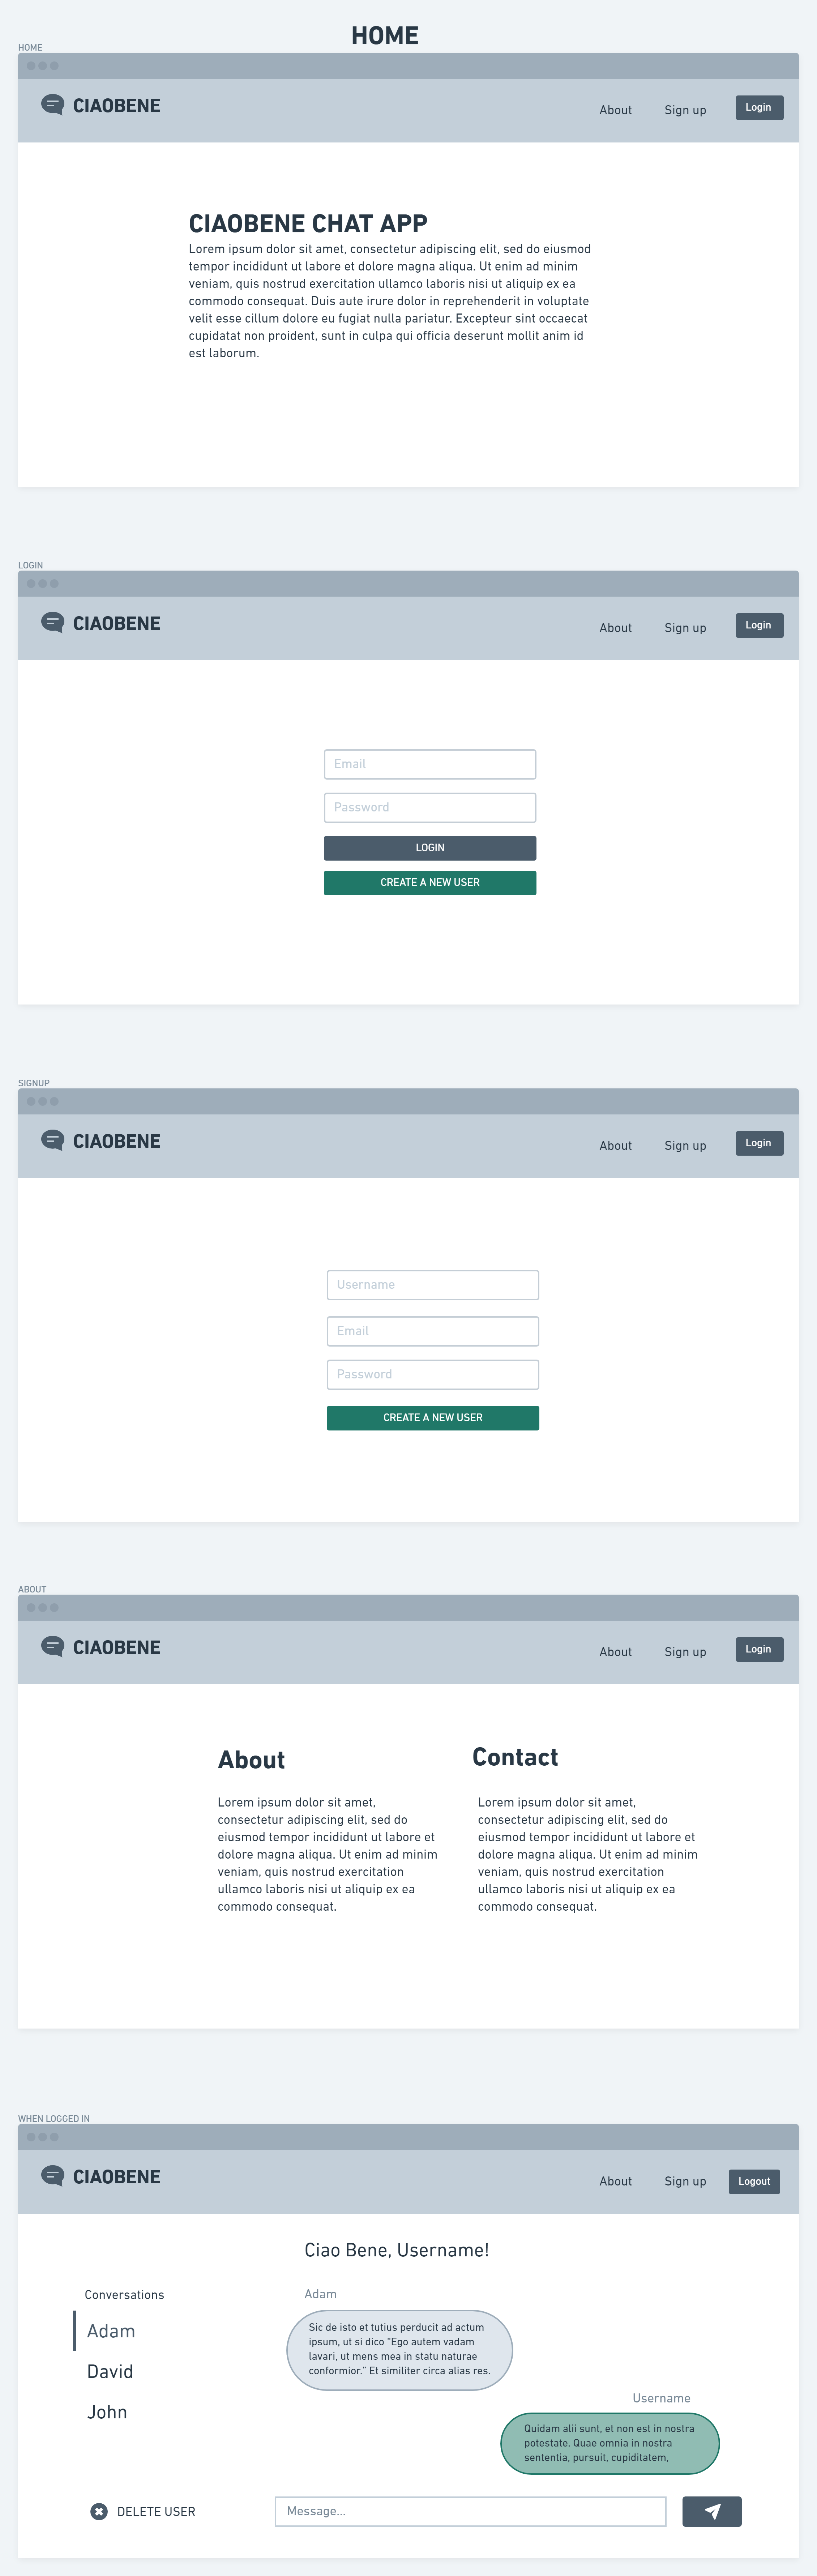 HOME
HOME
CIAOBENE
About
Sign up
Login
CIAOBENE CHAT APP
Lorem ipsum dolor sit amet, consectetur adipiscing elit, sed do eiusmod
tempor incididunt ut labore et dolore magna aliqua. Ut enim ad minim
veniam, quis nostrud exercitation ullamco laboris nisi ut aliquip ex ea
commodo consequat. Duis aute irure dolor in reprehenderit in voluptate
velit esse cillum dolore eu fugiat nulla pariatur. Excepteur sint occaecat
cupidatat non proident, sunt in culpa qui officia deserunt mollit anim id
est laborum.
LOGIN
CIAOBENE
About
Sign up
Login
Email
Password
LOGIN
CREATE A NEW USER
SIGNUP
CIAOBENE
About
Sign up
Login
Username
Email
Password
CREATE A NEW USER
ABOUT
CIAOBENE
About
Sign up
Login
About
Lorem ipsum dolor sit amet,
consectetur adipiscing elit, sed do
eiusmod tempor incididunt ut labore et
dolore magna aliqua. Ut enim ad minim
veniam, quis nostrud exercitation
ullamco laboris nisi ut aliquip ex ea
commodo consequat.
Contact
Lorem ipsum dolor sit amet,
consectetur adipiscing elit, sed do
eiusmod tempor incididunt ut labore et
dolore magna aliqua. Ut enim ad minim
veniam, quis nostrud exercitation
ullamco laboris nisi ut aliquip ex ea
commodo consequat.
WHEN LOGGED IN
CIAOBENE
About
Sign up
Logout
Ciao Bene, Username!
Conversations
Adam
David
John
Adam
Sic de isto et tutius perducit ad actum
ipsum, ut si dico “Ego autem vadam
lavari, ut mens mea in statu naturae
conformior.” Et similiter circa alias res.
Username
Quidam alii sunt, et non est in nostra
potestate. Quae omnia in nostra
sententia, pursuit, cupiditatem,
DELETE USER
Message...